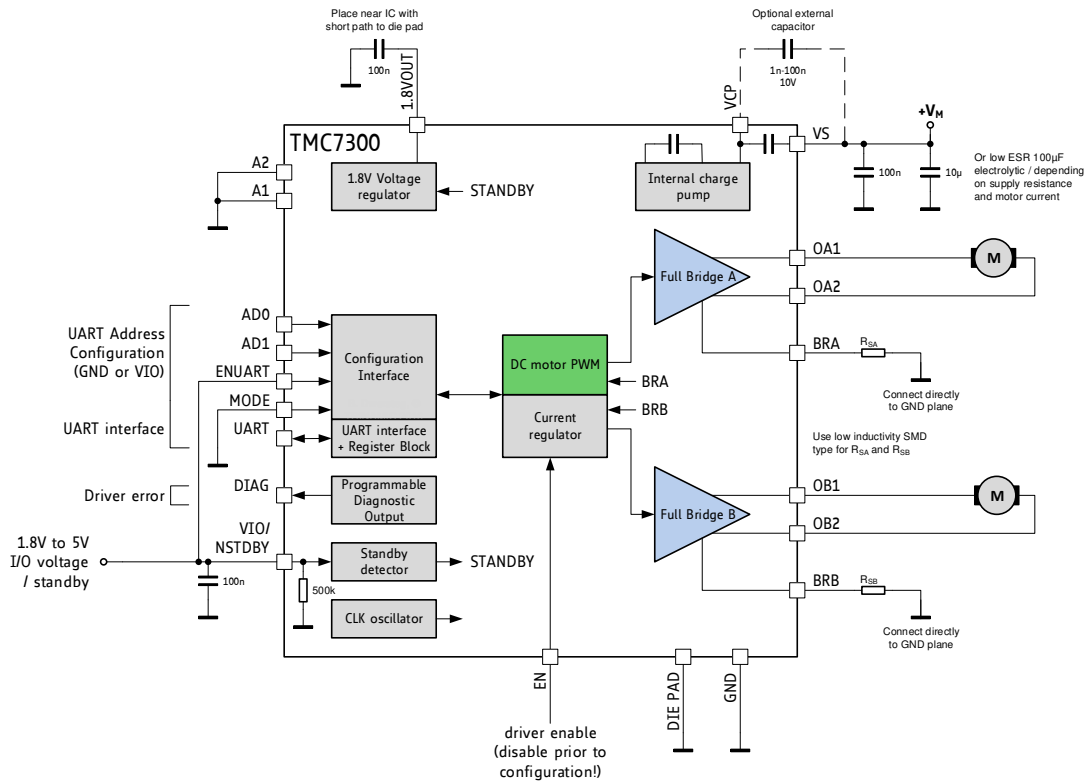 Place near IC with
short path to die pad
100n
1.8VOUT
Optional external
capacitor
1n-100n
10V
VCP
+VM
TMC7300
VS
A2
A1
1.8V Voltage
regulator
STANDBY
Internal charge
pump
100n
10µ
Or low ESR 100µF
electrolytic / depending
on supply resistance
and motor current
Full Bridge A
OA1
OA2
M
BRA
RSA
Connect directly
to GND plane
UART Address
Configuration
(GND or VIO)
UART interface
AD0
AD1
ENUART
MODE
UART
Configuration
Interface
UART interface
+ Register Block
DC motor PWM
Current
regulator
BRA
BRB
Use low inductivity SMD
type for RSA and RSB
Driver error
DIAG
Programmable
Diagnostic
Output
Full Bridge B
OB1
OB2
M
1.8V to 5V
I/O voltage
/ standby
VIO/
NSTDBY
100n
500k
Standby
detector
STANDBY
CLK oscillator
BRB
RSB
Connect directly
to GND plane
EN
DIE PAD
GND
driver enable
(disable prior to
configuration!)